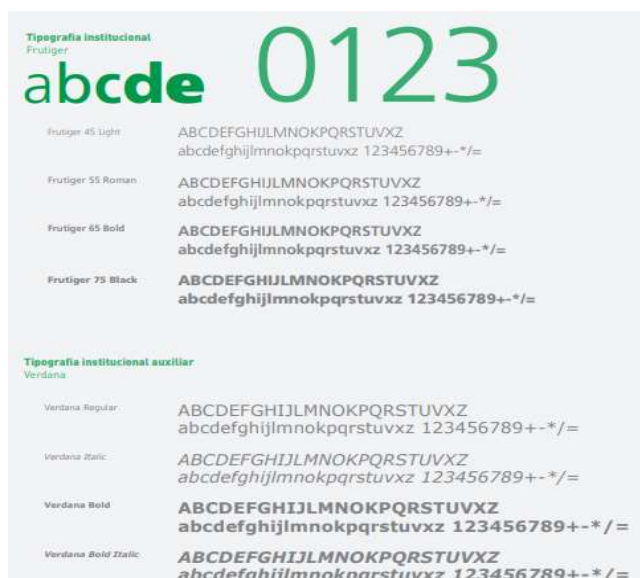 Tipografia institucional
Frutiger
abcde
0123
Frutiger 45 Light
ABCDEFGHIJLMNOKPQRSTUVXZ
abcdefghijlmnokpqrstuvxz 123456789+-*/=
Frutiger 55 Roman
ABCDEFGHIJLMNOKPQRSTUVXZ
abcdefghijlmnokpqrstuvxz 123456789+-*/=
Frutiger 65 Bold
ABCDEFGHIJLMNOKPQRSTUVXZ
abcdefghijlmnokpqrstuvxz 123456789+-*/=
Frutiger 75 Black
ABCDEFGHIJLMNOKPQRSTUVXZ
abcdefghijlmnokpqrstuvxz 123456789+-*/=
Tipografia institucional auxiliar
Verdana
Verdana Regular
ABCDEFGHIJLMNOKPQRSTUVXZ
abcdefghijlmnokpqrstuvxz 123456789+-*/=
Verdana Italic
ABCDEFGHIJLMNOKPQRSTUVXZ
abcdefghijlmnokpqrstuvxz 123456789+-*/=
Verdana Bold
ABCDEFGHIJLMNOKPQRSTUVXZ
abcdefghijlmnokpqrstuvxz 123456789+-*/=
Verdana Bold Italic
ABCDEFGHIJLMNOKPQRSTUVXZ
abcdefghijlmnokpqrstuvxz 123456789+-*/=